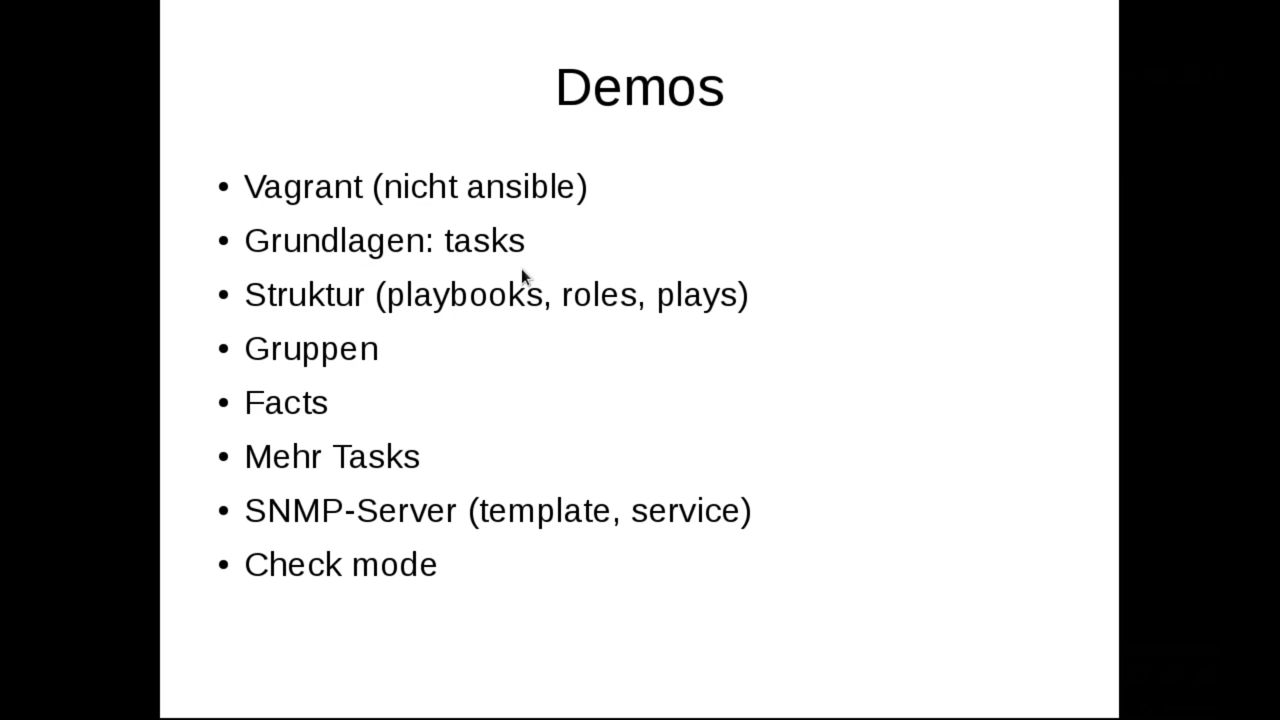 Demos
• Vagrant (nicht ansible)
• Grundlagen: tasks
• Struktur (playbooks, roles, plays)
• Gruppen
• Facts
• Mehr Tasks
• SNMP-Server (template, service)
• Check mode